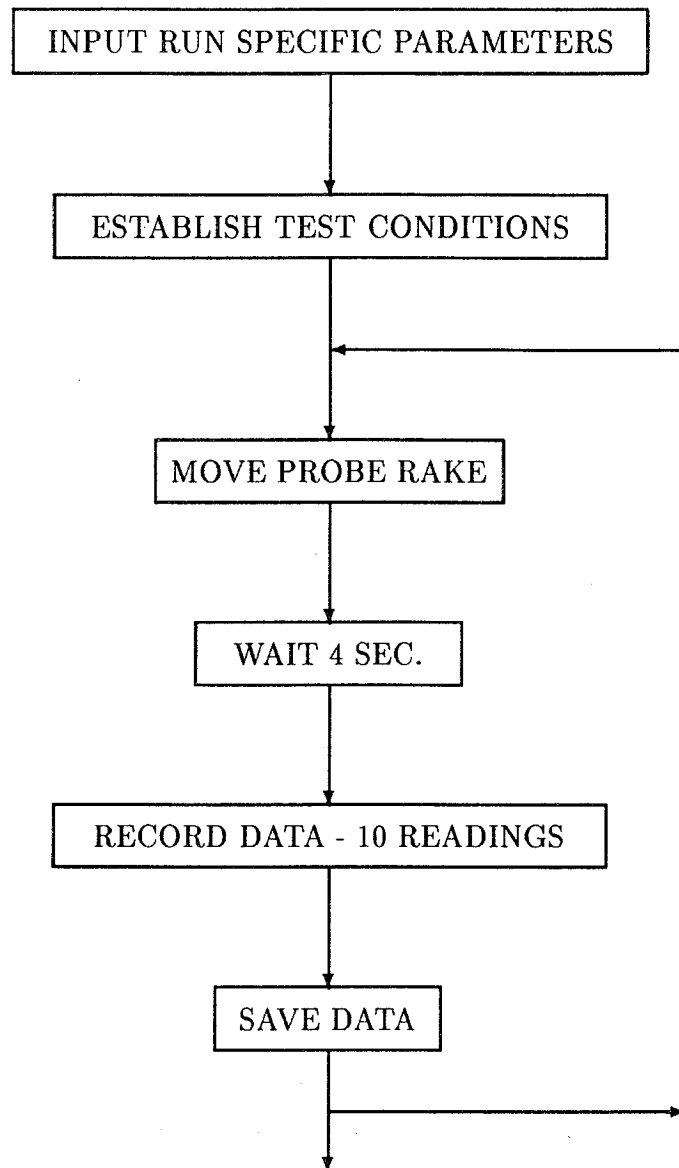 INPUT RUN SPECIFIC PARAMETERS
ESTABLISH TEST CONDITIONS
MOVE PROBE RAKE
WAIT 4 SEC.
RECORD DATA - 10 READINGS
SAVE DATA